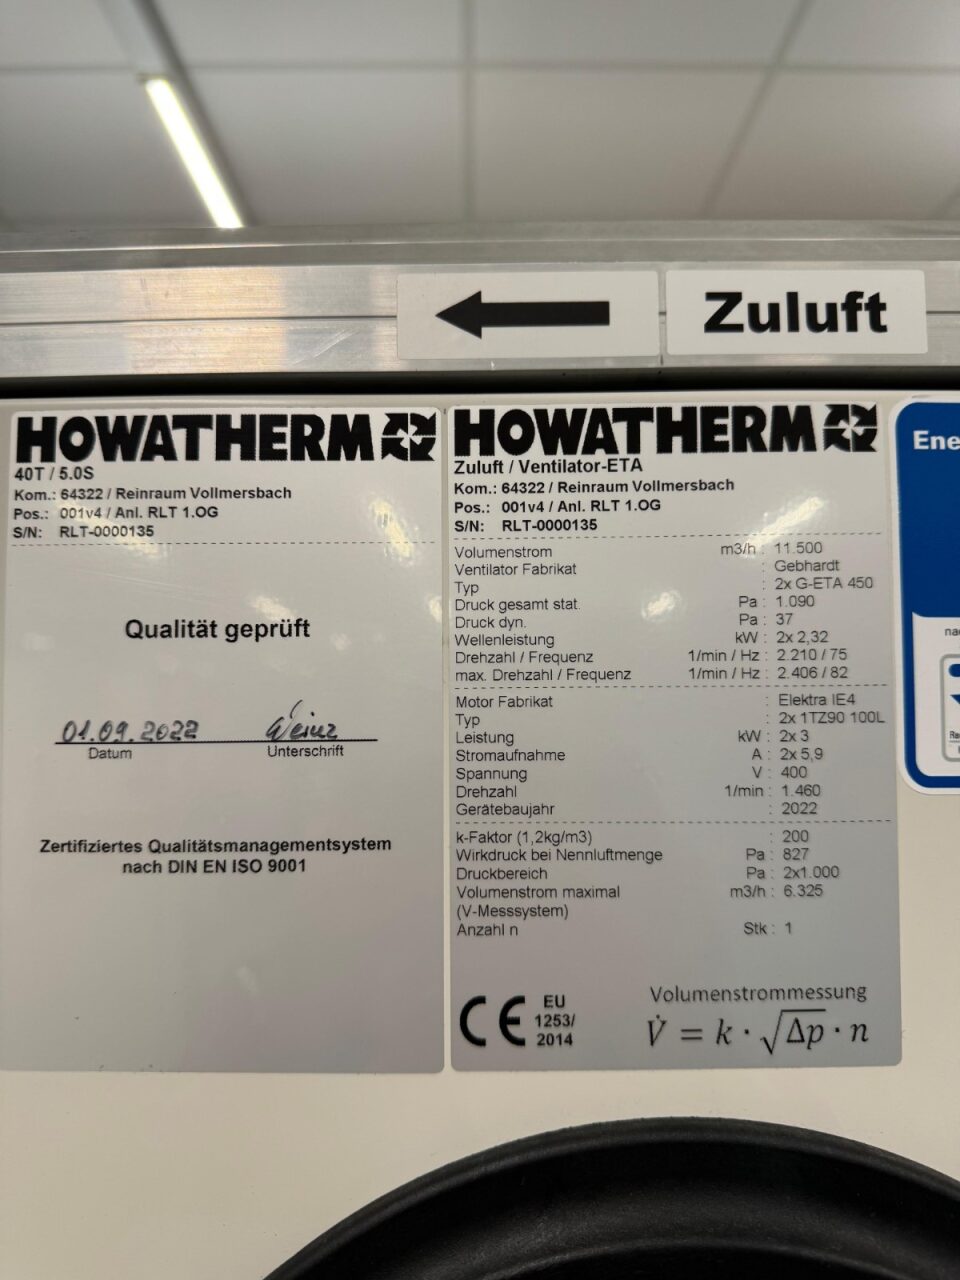 Zuluft
HOWATHERM
40T / 5.0S
Kom.: 64322 / Reinraum Vollmersbach
Pos.: 001v4 / Anl. RLT 1.OG
S/N: RLT-0000135
Qualität geprüft
01.09.2022
Datum
Unterschrift
Zertifiziertes Qualitätsmanagementsystem
nach DIN EN ISO 9001
HOWATHERM
Zuluft / Ventilator-ETA
Kom.: 64322 / Reinraum Vollmersbach
Pos.: 001v4 / Anl. RLT 1.OG
S/N: RLT-0000135
Volumenstrom m3/h : 11.500
Ventilator Fabrikat : Gebhardt
Typ : 2x G-ETA 450
Druck gesamt stat. Pa : 1.090
Druck dyn. Pa : 37
Wellenleistung kW : 2x 2,32
Drehzahl / Frequenz 1/min / Hz : 2.210 / 75
max. Drehzahl / Frequenz 1/min / Hz : 2.406 / 82
Motor Fabrikat : Elektra IE4
Typ : 2x 1TZ90 100L
Leistung kW : 2x 3
Stromaufnahme A : 2x 5,9
Spannung V : 400
Drehzahl 1/min : 1.460
Gerätebaujahr : 2022
k-Faktor (1,2kg/m3) : 200
Wirkdruck bei Nennluftmenge Pa : 827
Druckbereich Pa : 2x1.000
Volumenstrom maximal m3/h : 6.325
(V-Messsystem)
Anzahl n Stk : 1
CE EU
1253/
2014
Volumenstrommessung
V̇ = k · √Δp · n
Ene